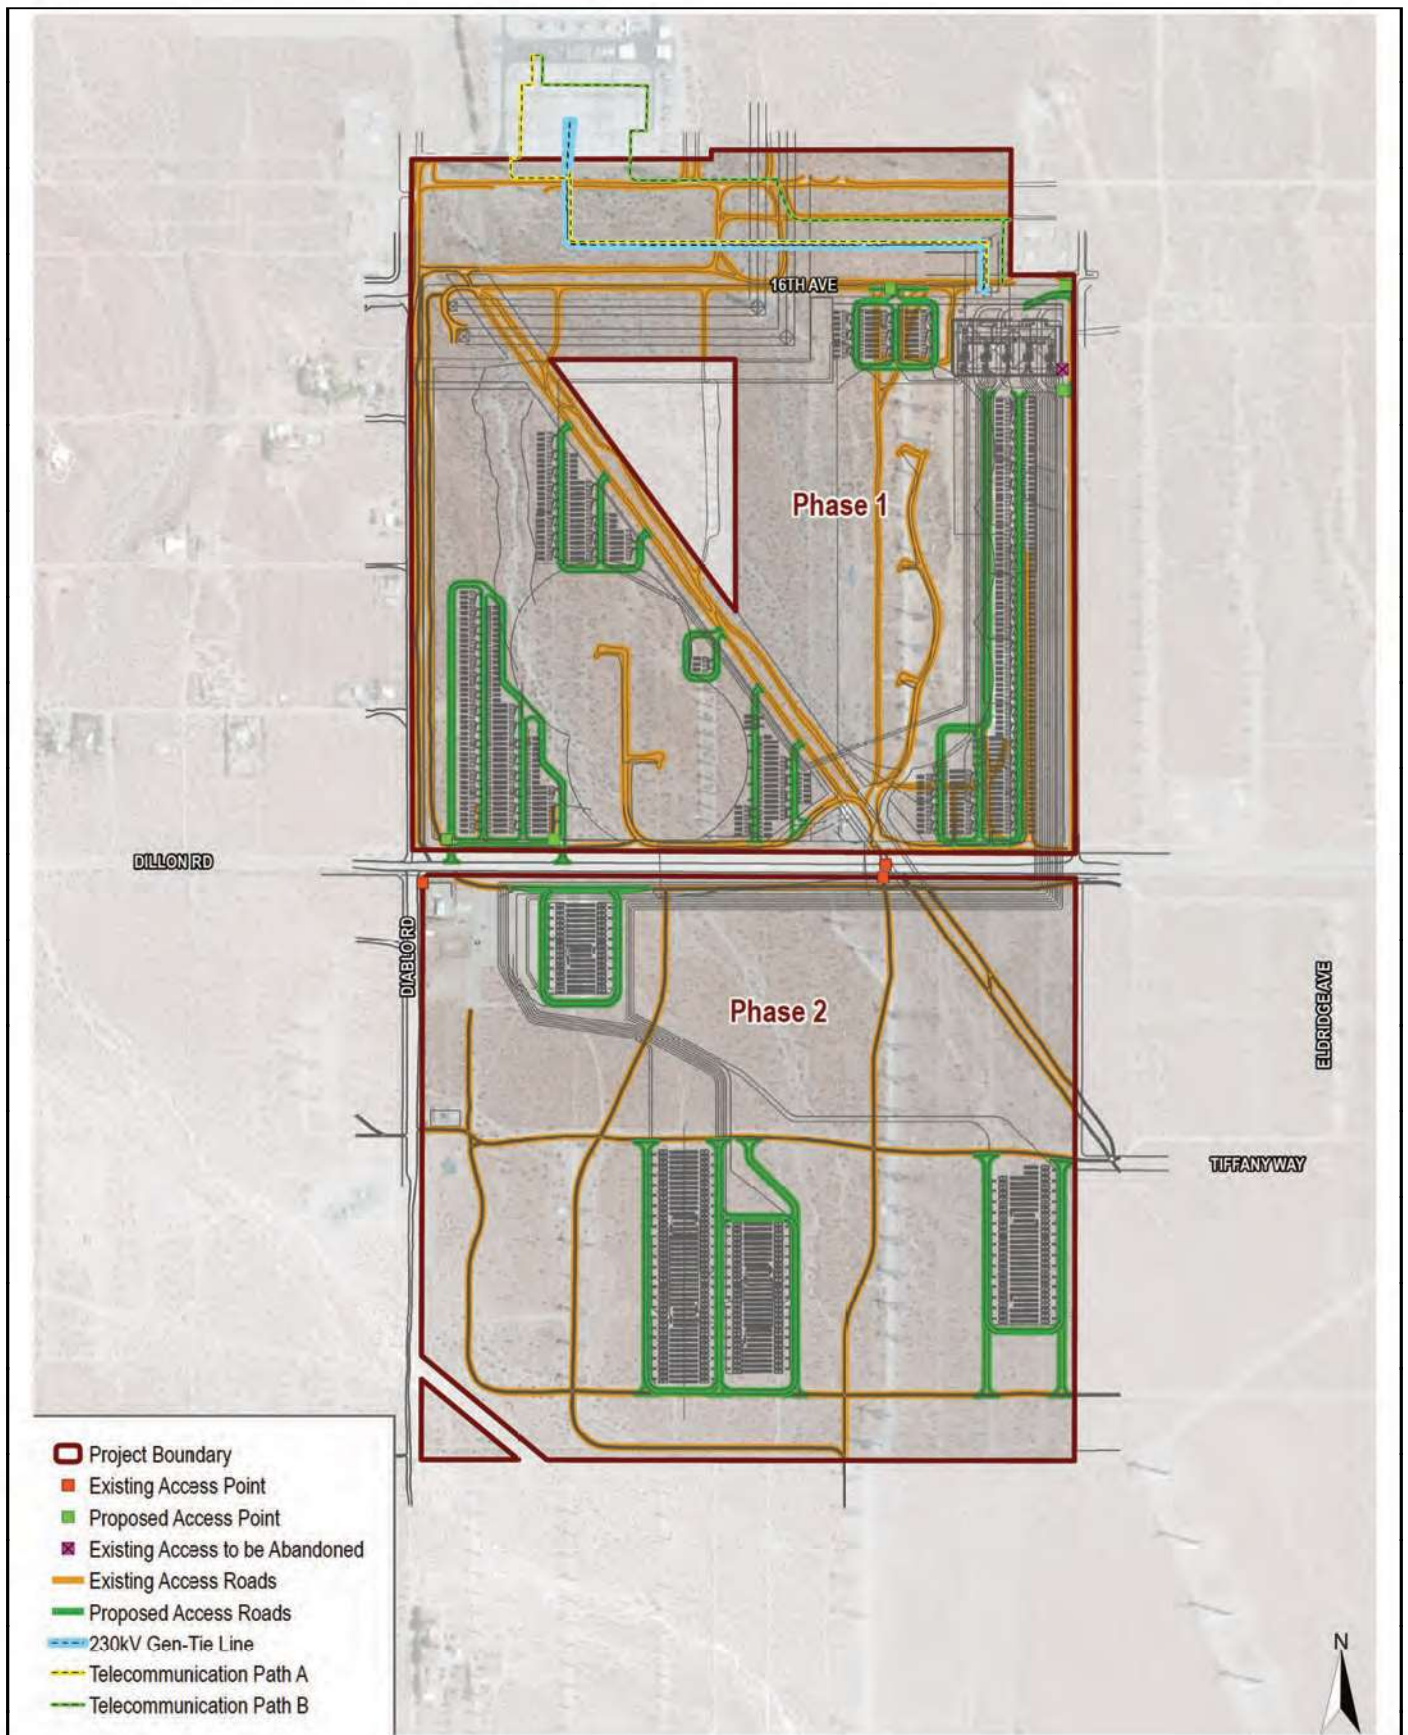 16TH AVE
Phase 1
DILLON RD
DIABLO RD
Phase 2
ELDRIDGE AVE
TIFFANY WAY
Project Boundary
Existing Access Point
Proposed Access Point
Existing Access to be Abandoned
Existing Access Roads
Proposed Access Roads
230kV Gen-Tie Line
Telecommunication Path A
Telecommunication Path B
N